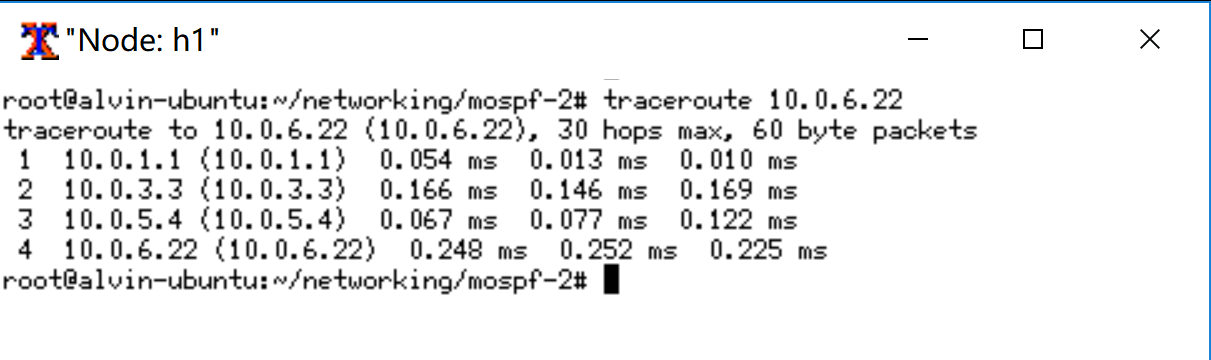 "Node: h1"
root@alvin-ubuntu:~/networking/mospf-2# traceroute 10.0.6.22
traceroute to 10.0.6.22 (10.0.6.22), 30 hops max, 60 byte packets
 1  10.0.1.1 (10.0.1.1)  0.054 ms  0.013 ms  0.010 ms
 2  10.0.3.3 (10.0.3.3)  0.166 ms  0.146 ms  0.169 ms
 3  10.0.5.4 (10.0.5.4)  0.067 ms  0.077 ms  0.122 ms
 4  10.0.6.22 (10.0.6.22)  0.248 ms  0.252 ms  0.225 ms
root@alvin-ubuntu:~/networking/mospf-2#